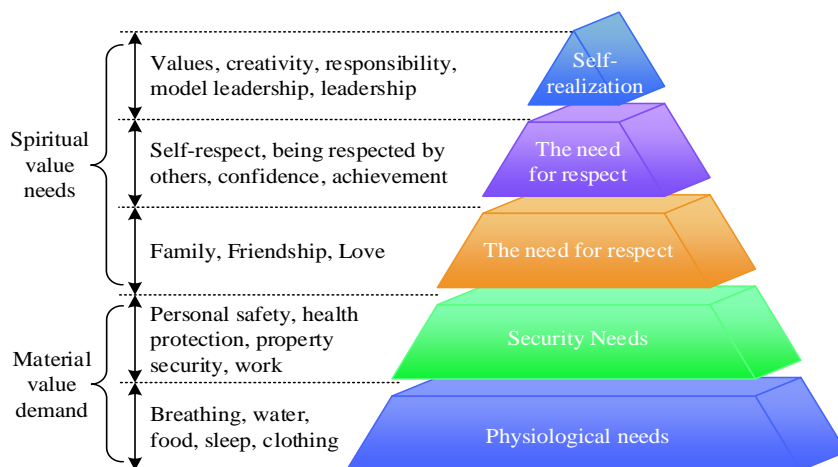 Values, creativity, responsibility,
model leadership, leadership
Self-
realization
Spiritual
value
needs
Self-respect, being respected by
others, confidence, achievement
The need
for respect
Family, Friendship, Love
The need for respect
Material
value
demand
Personal safety, health
protection, property
security, work
Security Needs
Breathing, water,
food, sleep, clothing
Physiological needs